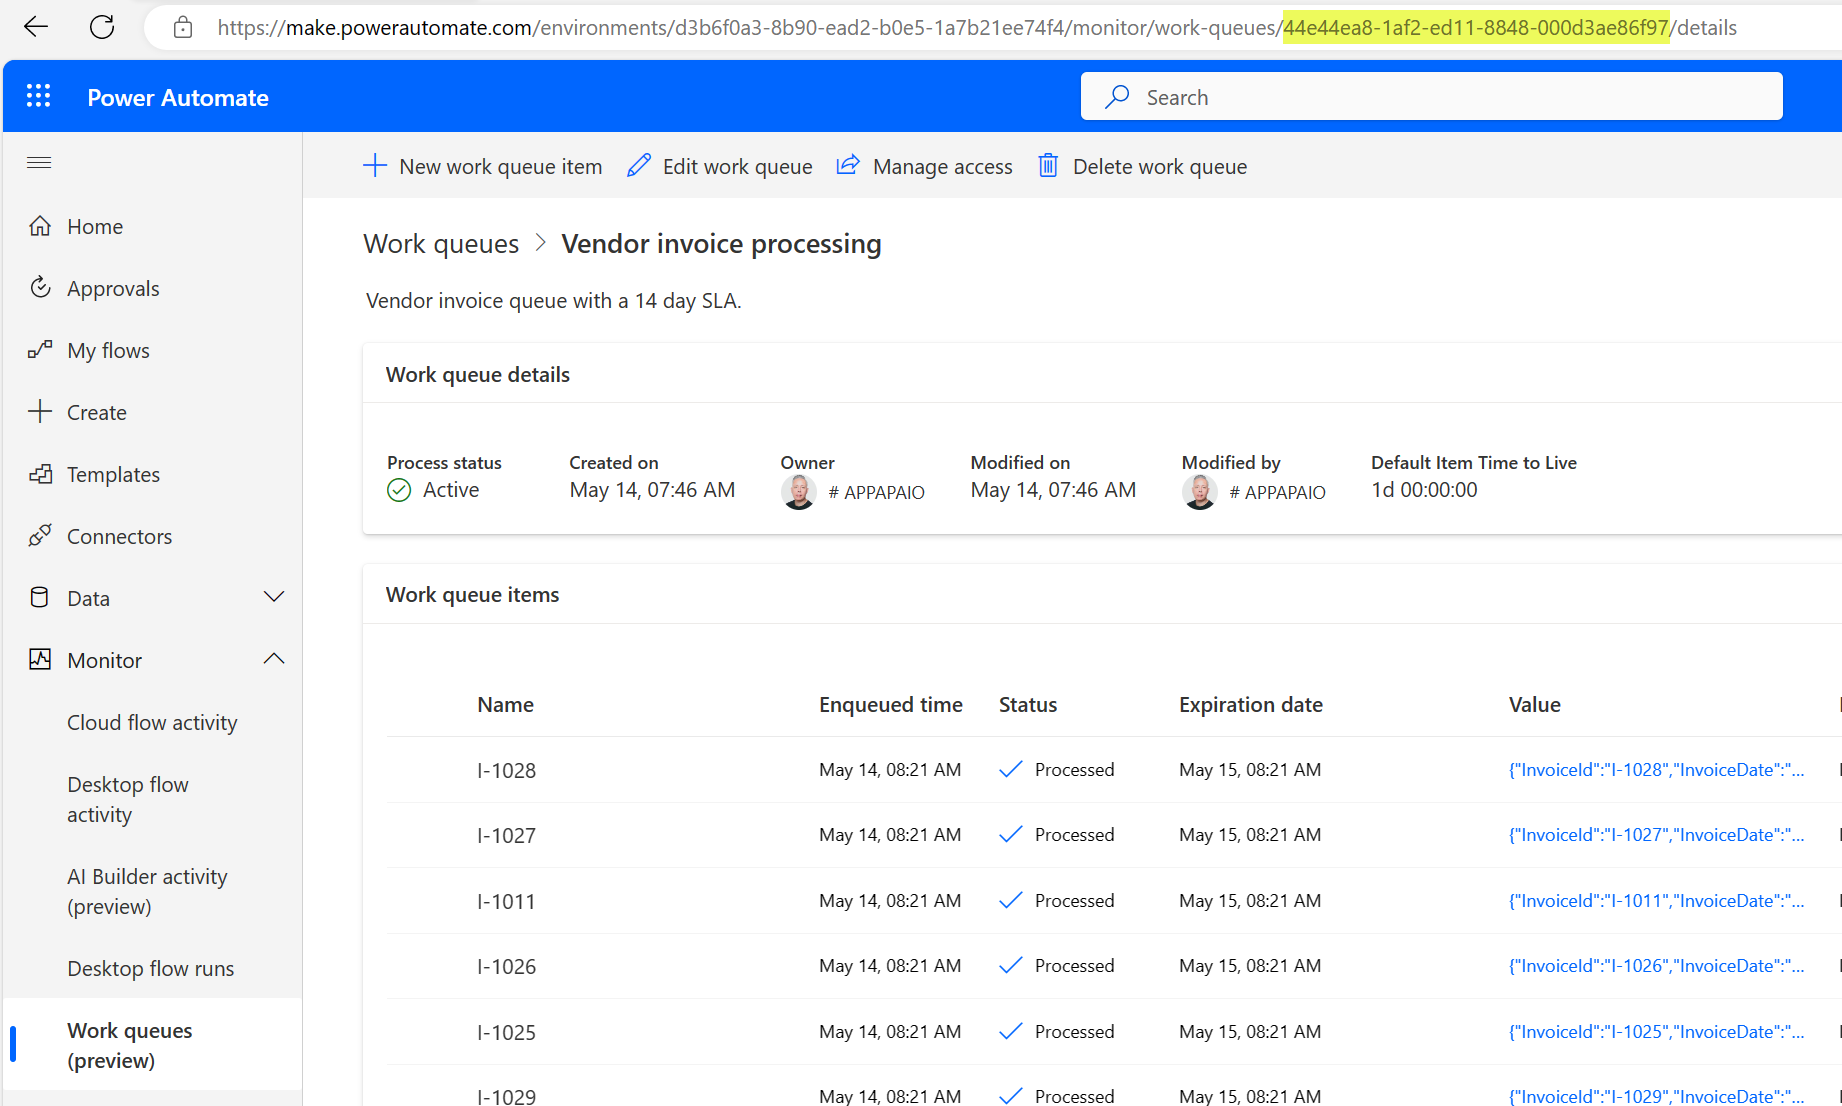 https://make.powerautomate.com/environments/d3b6f0a3-8b90-ead2-b0e5-1a7b21ee74f4/monitor/work-queues/44e44ea8-1af2-ed11-8848-000d3ae86f97/details
Power Automate
Search
New work queue item
Edit work queue
Manage access
Delete work queue
Home
Approvals
My flows
Create
Templates
Connectors
Data
Monitor
Cloud flow activity
Desktop flow
activity
AI Builder activity
(preview)
Desktop flow runs
Work queues
(preview)
Work queues > Vendor invoice processing
Vendor invoice queue with a 14 day SLA.
Work queue details
Process status Created on Owner Modified on Modified by Default Item Time to Live
Active May 14, 07:46 AM # APPAPAIO May 14, 07:46 AM # APPAPAIO 1d 00:00:00
Work queue items
Name Enqueued time Status Expiration date Value
I-1028 May 14, 08:21 AM Processed May 15, 08:21 AM {"InvoiceId":"I-1028","InvoiceDate":"...
I-1027 May 14, 08:21 AM Processed May 15, 08:21 AM {"InvoiceId":"I-1027","InvoiceDate":"...
I-1011 May 14, 08:21 AM Processed May 15, 08:21 AM {"InvoiceId":"I-1011","InvoiceDate":"...
I-1026 May 14, 08:21 AM Processed May 15, 08:21 AM {"InvoiceId":"I-1026","InvoiceDate":"...
I-1025 May 14, 08:21 AM Processed May 15, 08:21 AM {"InvoiceId":"I-1025","InvoiceDate":"...
I-1029 May 14, 08:21 AM Processed May 15, 08:21 AM {"InvoiceId":"I-1029","InvoiceDate":"...